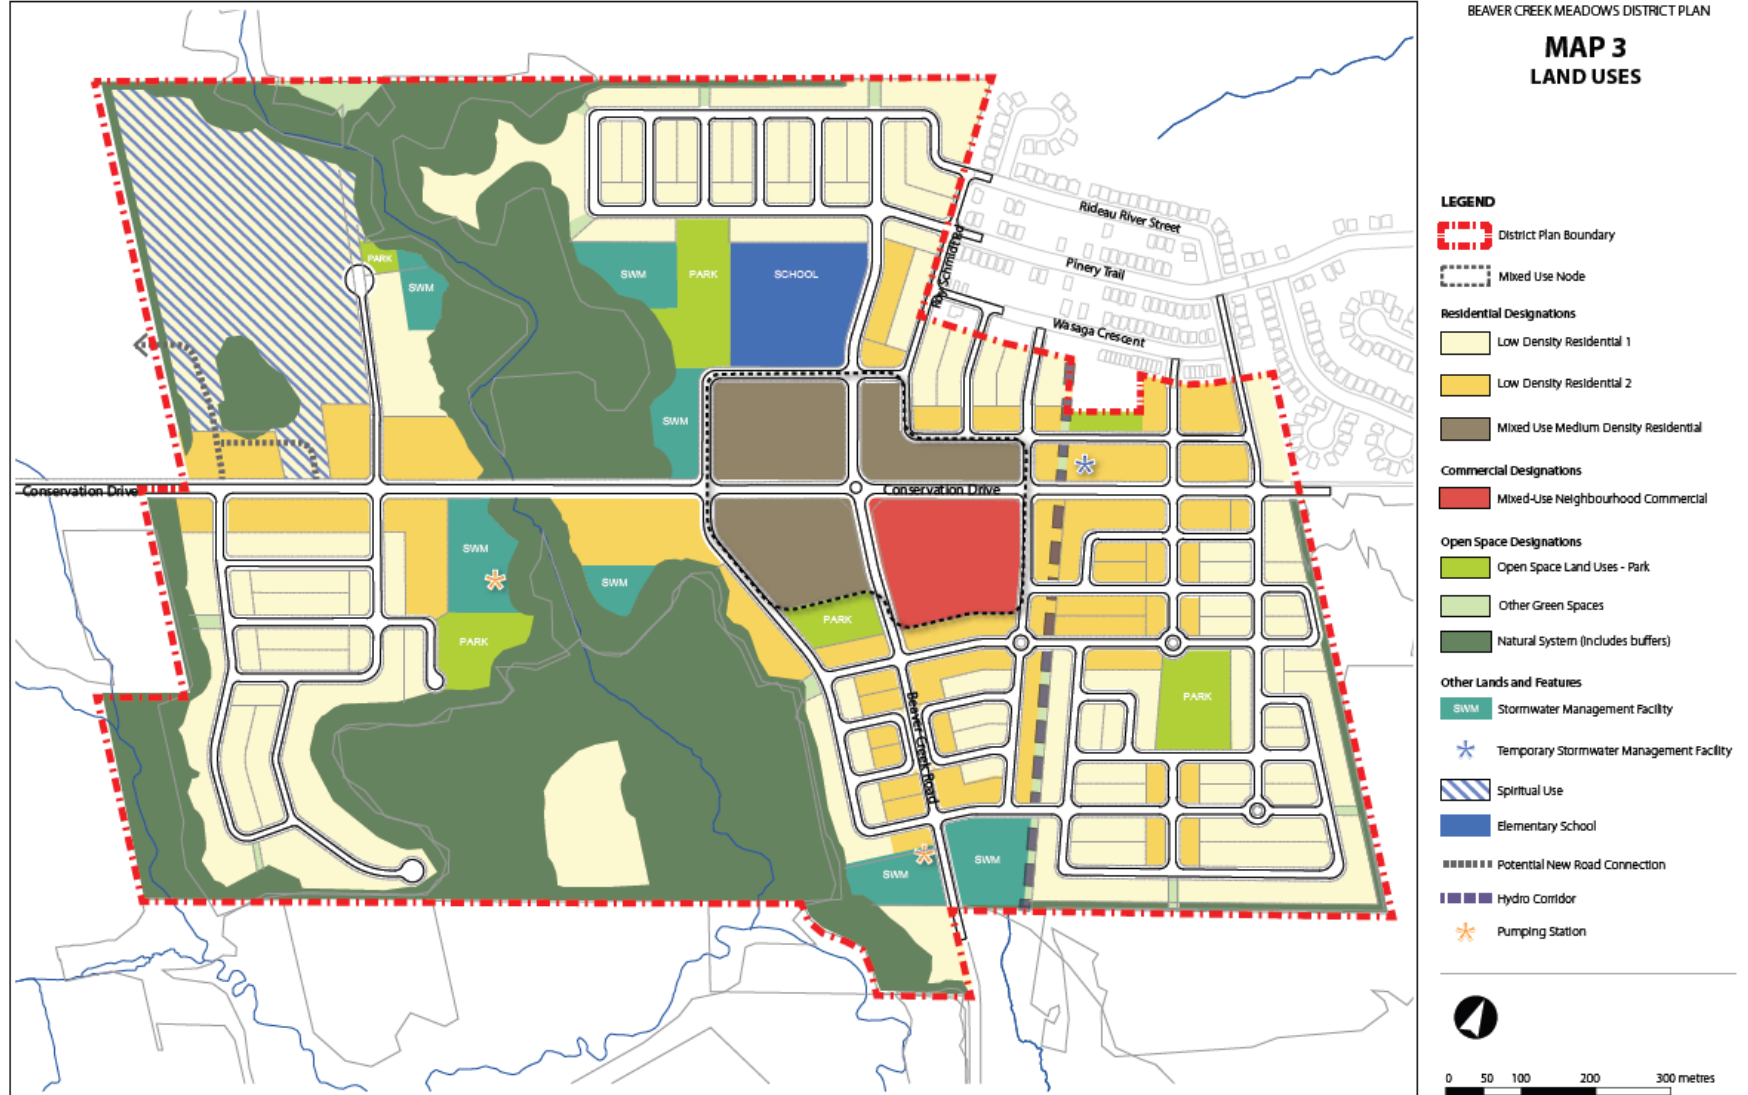 BEAVER CREEK MEADOWS DISTRICT PLAN
MAP 3
LAND USES
LEGEND
District Plan Boundary
Mixed Use Node
Residential Designations
Low Density Residential 1
Low Density Residential 2
Mixed Use Medium Density Residential
Commercial Designations
Mixed-Use Neighbourhood Commercial
Open Space Designations
Open Space Land Uses - Park
Other Green Spaces
Natural System (Includes buffers)
Other Lands and Features
SWM Stormwater Management Facility
Temporary Stormwater Management Facility
Spiritual Use
Elementary School
Potential New Road Connection
Hydro Corridor
Pumping Station
0 50 100 200 300 metres
Rideau River Street
Pinery Trail
Roy Schmidt Rd
Wasaga Crescent
PARK
SWM
SWM
PARK
SCHOOL
SWM
Conservation Drive
Conservation Drive
SWM
SWM
PARK
PARK
PARK
Beaver Creek Road
SWM
SWM